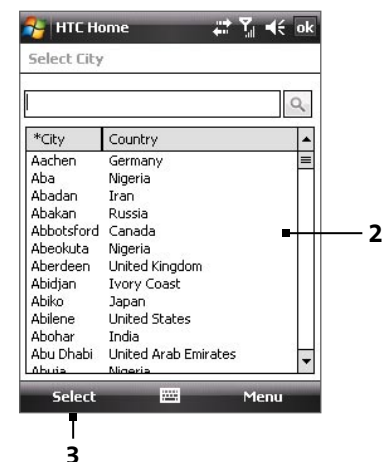 HTC Home ok
Select City
*City Country
Aachen Germany
Aba Nigeria
Abadan Iran
Abakan Russia
Abbotsford Canada
2
Abeokuta Nigeria
Aberdeen United Kingdom
Abidjan Ivory Coast
Abiko Japan
Abilene United States
Abohar India
Abu Dhabi United Arab Emirates
Abuja Nigeria
Select Menu
3